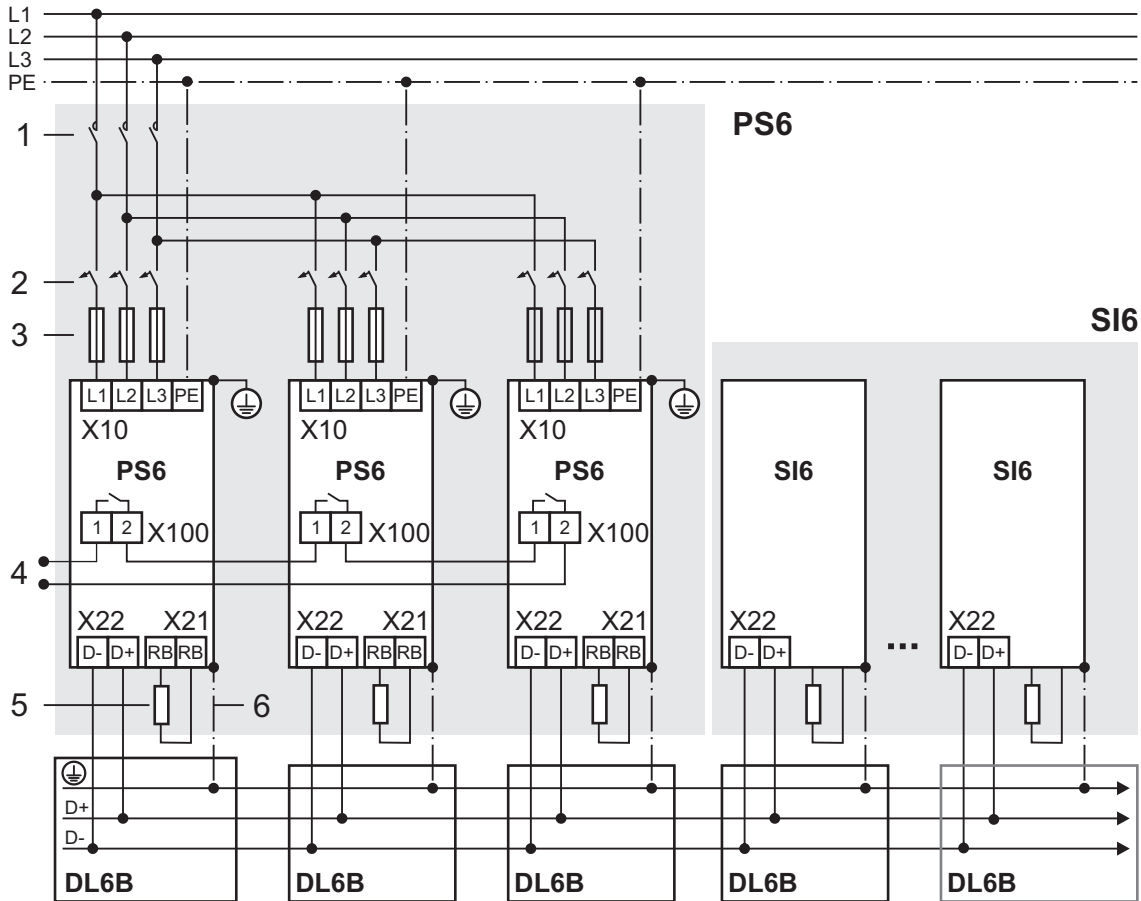 L1
L2
L3
PE
PS6
1
2
3
SI6
L1 L2 L3 PE L1 L2 L3 PE L1 L2 L3 PE
X10 X10 X10
PS6 PS6 PS6 SI6 SI6
1 2 X100 1 2 X100 1 2 X100
4
X22 X21 X22 X21 X22 X21 X22 ... X22
D- D+ RB RB D- D+ RB RB D- D+ RB RB D- D+ D- D+
5 6
D+
D-
DL6B DL6B DL6B DL6B DL6B